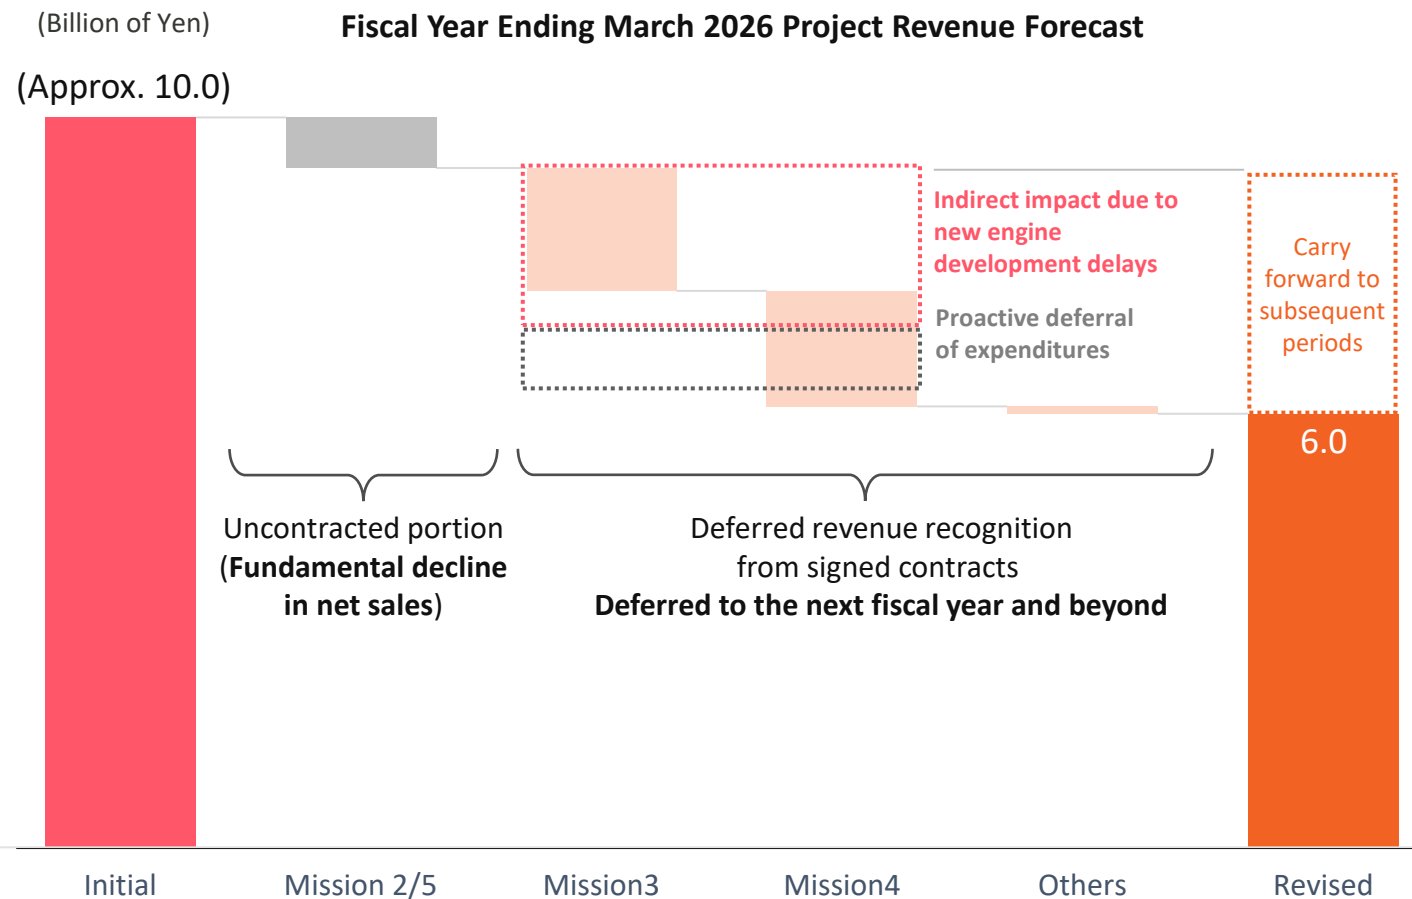 (Billion of Yen)
Fiscal Year Ending March 2026 Project Revenue Forecast
(Approx. 10.0)
Indirect impact due to
new engine
development delays
Proactive deferral
of expenditures
Carry
forward to
subsequent
periods
6.0
Uncontracted portion
(Fundamental decline
in net sales)
Deferred revenue recognition
from signed contracts
Deferred to the next fiscal year and beyond
Initial
Mission 2/5
Mission3
Mission4
Others
Revised